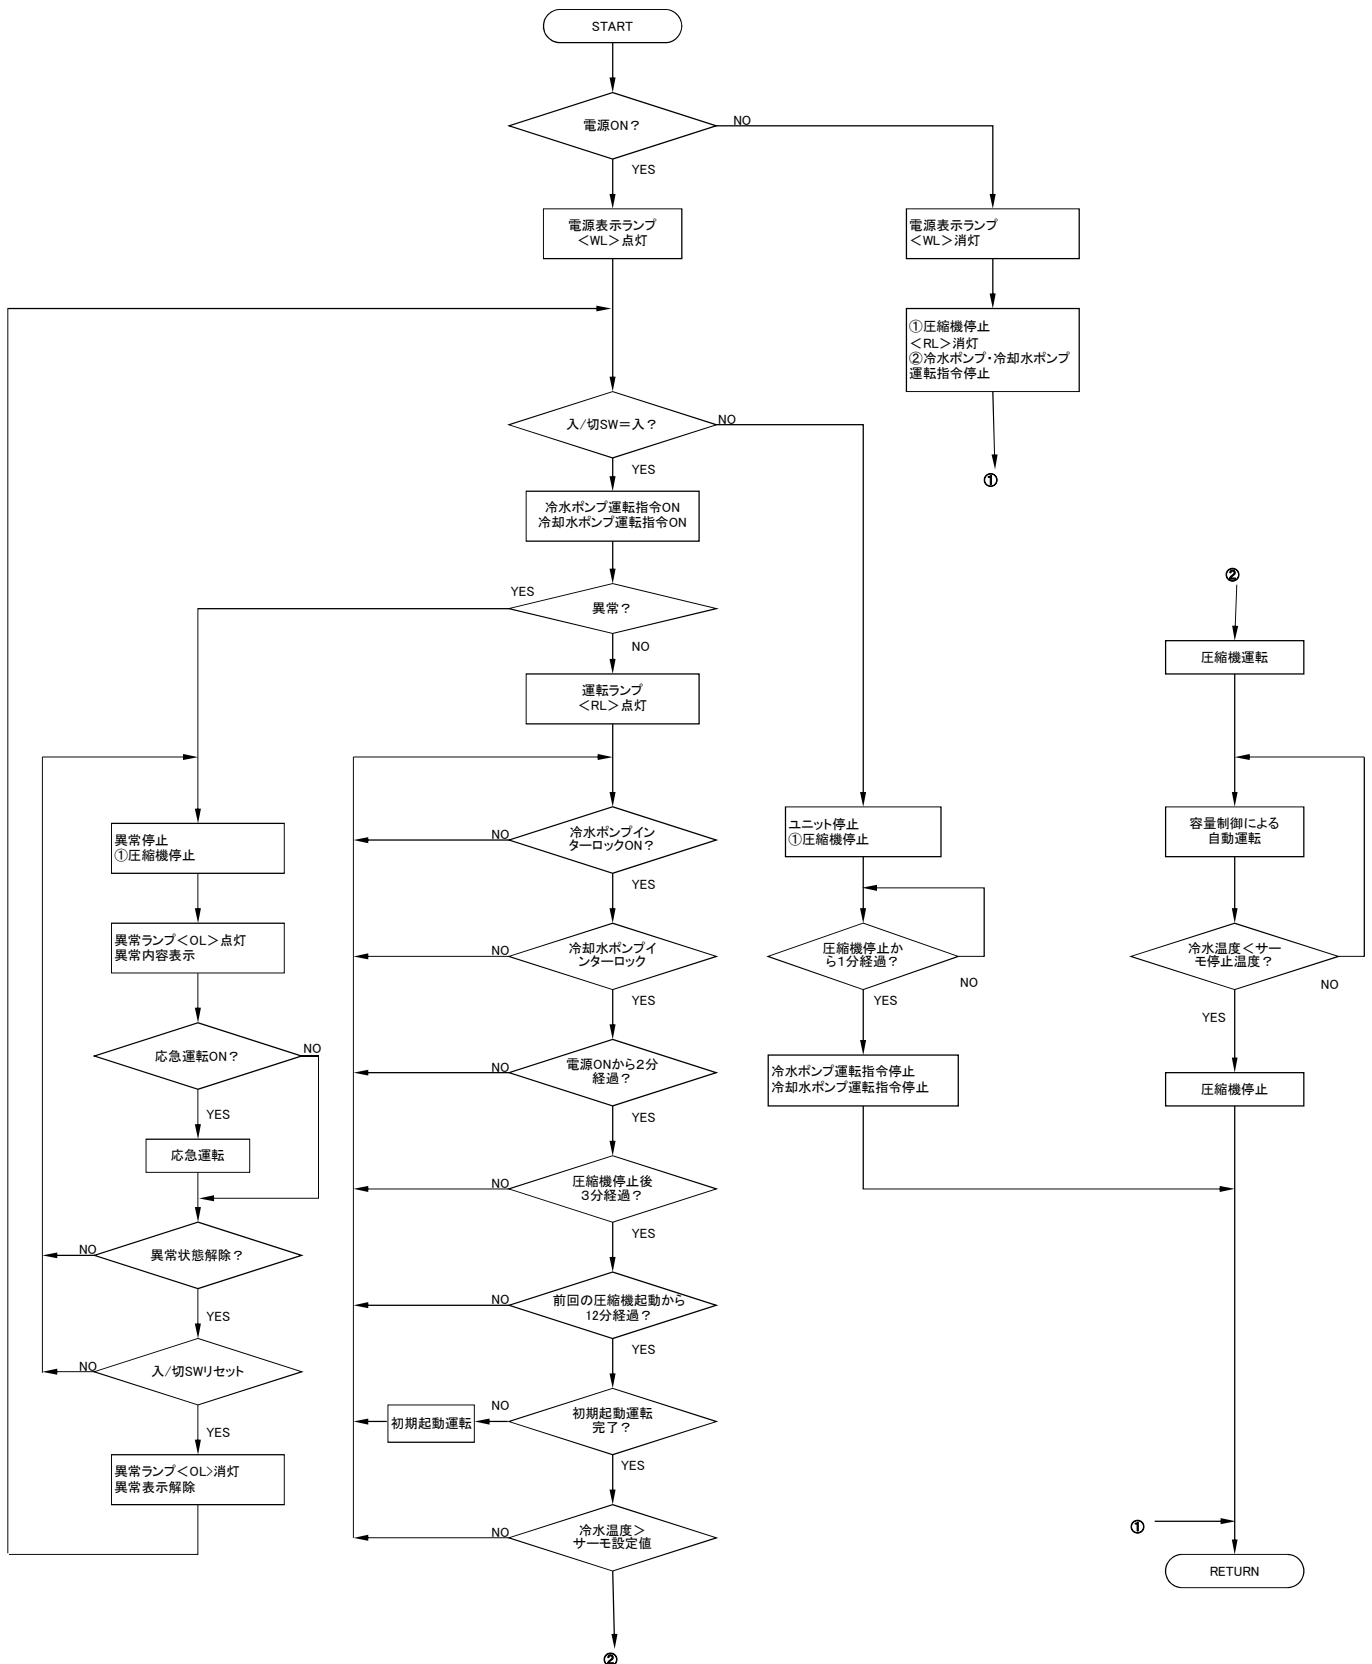 START
電源ON？
NO
YES
電源表示ランプ
＜WL＞点灯
電源表示ランプ
＜WL＞消灯
①圧縮機停止
＜RL＞消灯
②冷水ポンプ・冷却水ポンプ
運転指令停止
①
入/切SW＝入？
NO
YES
冷水ポンプ運転指令ON
冷却水ポンプ運転指令ON
異常？
YES
NO
運転ランプ
＜RL＞点灯
異常停止
①圧縮機停止
異常ランプ＜OL＞点灯
異常内容表示
応急運転ON？
NO
YES
応急運転
異常状態解除？
NO
YES
入/切SWリセット
NO
YES
異常ランプ＜OL>消灯
異常表示解除
冷水ポンプイン
ターロックON？
NO
YES
冷却水ポンプイ
ンターロック
NO
YES
電源ONから2分
経過？
NO
YES
圧縮機停止後
3分経過？
NO
YES
前回の圧縮機起動から
12分経過？
NO
YES
初期起動運転
完了？
NO
初期起動運転
YES
冷水温度＞
サーモ設定値
NO
②
ユニット停止
①圧縮機停止
圧縮機停止か
ら1分経過？
NO
YES
冷水ポンプ運転指令停止
冷却水ポンプ運転指令停止
②
圧縮機運転
容量制御による
自動運転
冷水温度＜サー
モ停止温度？
NO
YES
圧縮機停止
①
RETURN